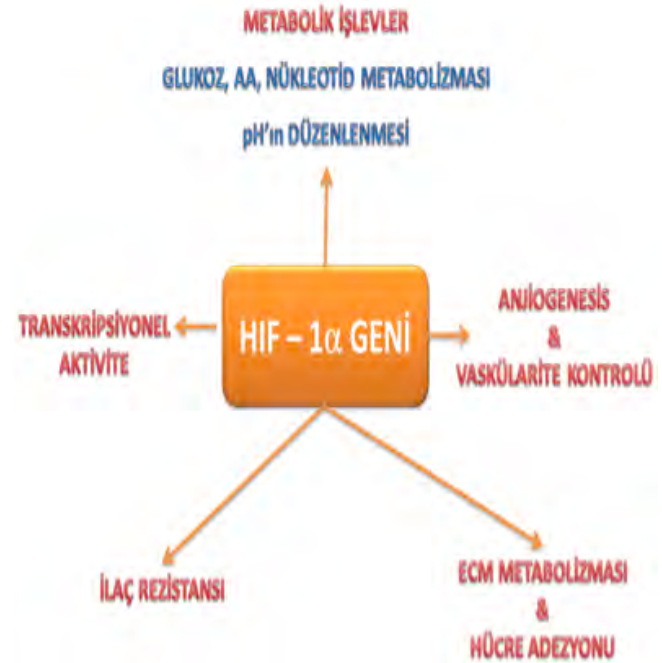 METABOLİK İŞLEVLER
GLUKOZ, AA, NÜKLEOTİD METABOLİZMASI
pH'ın DÜZENLENMESİ
TRANSKRİPSİYONEL
AKTİVİTE
HIF – 1α GENİ
ANJİOGENESIS
&
VASKÜLARİTE KONTROLÜ
İLAÇ REZİSTANSI
ECM METABOLİZMASI
&
HÜCRE ADEZYONU